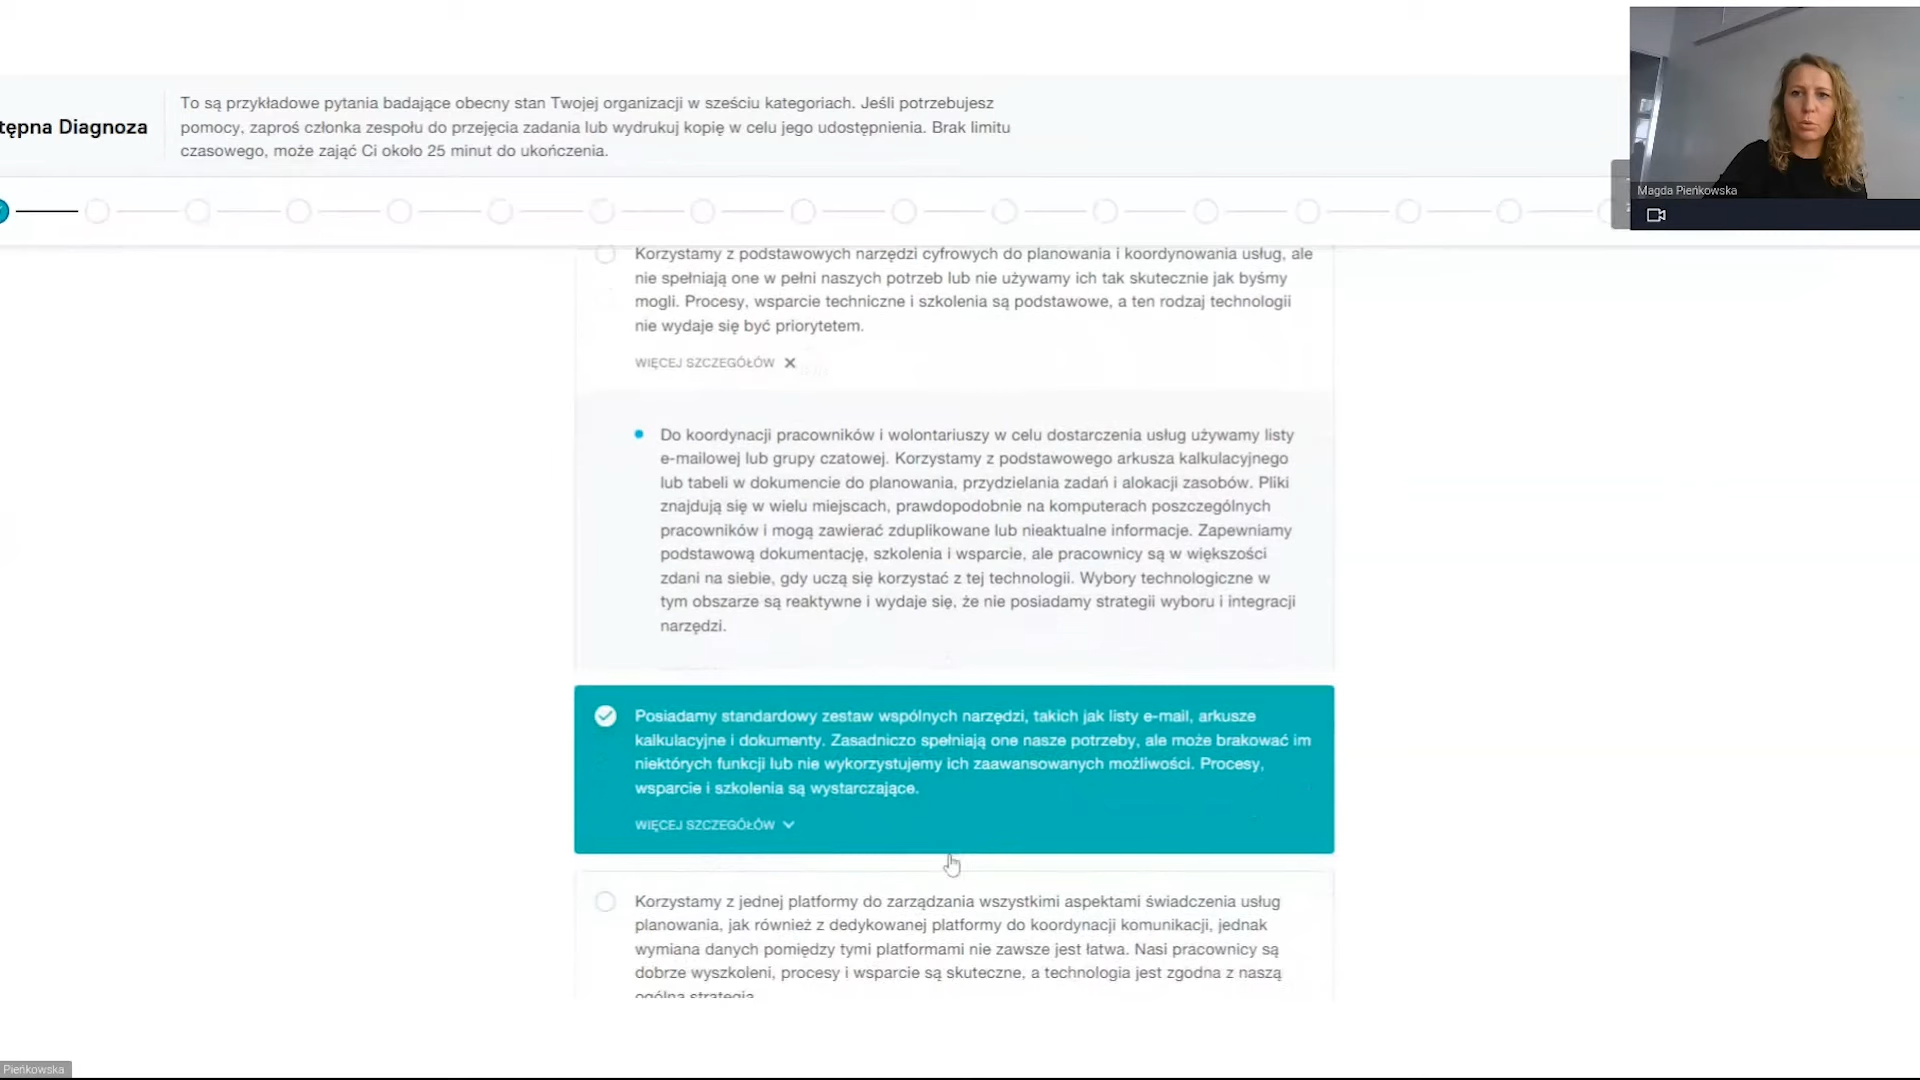 tępna Diagnoza
To są przykładowe pytania badające obecny stan Twojej organizacji w sześciu kategoriach. Jeśli potrzebujesz
pomocy, zaproś członka zespołu do przejęcia zadania lub wydrukuj kopię w celu jego udostępnienia. Brak limitu
czasowego, może zająć Ci około 25 minut do ukończenia.
Magda Pieńkowska
Korzystamy z podstawowych narzędzi cyfrowych do planowania i koordynowania usług, ale
nie spełniają one w pełni naszych potrzeb lub nie używamy ich tak skutecznie jak byśmy
mogli. Procesy, wsparcie techniczne i szkolenia są podstawowe, a ten rodzaj technologii
nie wydaje się być priorytetem.
WIĘCEJ SZCZEGÓŁÓW
Do koordynacji pracowników i wolontariuszy w celu dostarczenia usług używamy listy
e-mailowej lub grupy czatowej. Korzystamy z podstawowego arkusza kalkulacyjnego
lub tabeli w dokumencie do planowania, przydzielania zadań i alokacji zasobów. Pliki
znajdują się w wielu miejscach, prawdopodobnie na komputerach poszczególnych
pracowników i mogą zawierać zduplikowane lub nieaktualne informacje. Zapewniamy
podstawową dokumentację, szkolenia i wsparcie, ale pracownicy są w większości
zdani na siebie, gdy uczą się korzystać z tej technologii. Wybory technologiczne w
tym obszarze są reaktywne i wydaje się, że nie posiadamy strategii wyboru i integracji
narzędzi.
Posiadamy standardowy zestaw wspólnych narzędzi, takich jak listy e-mail, arkusze
kalkulacyjne i dokumenty. Zasadniczo spełniają one nasze potrzeby, ale może brakować im
niektórych funkcji lub nie wykorzystujemy ich zaawansowanych możliwości. Procesy,
wsparcie i szkolenia są wystarczające.
WIĘCEJ SZCZEGÓŁÓW
Korzystamy z jednej platformy do zarządzania wszystkimi aspektami świadczenia usług
planowania, jak również z dedykowanej platformy do koordynacji komunikacji, jednak
wymiana danych pomiędzy tymi platformami nie zawsze jest łatwa. Nasi pracownicy są
dobrze wyszkoleni, procesy i wsparcie są skuteczne, a technologia jest zgodna z naszą
ogólną strategią.
Pieńkowska